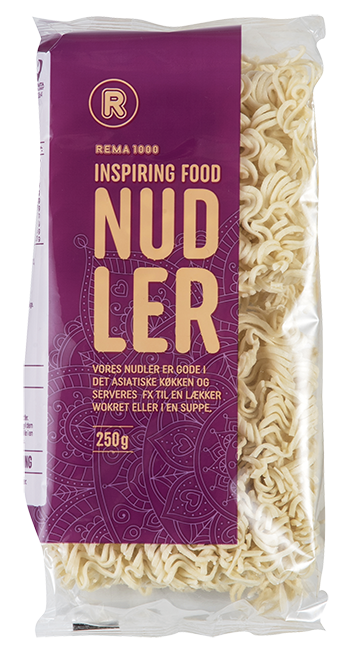 R
REMA 1000
INSPIRING FOOD
NUD
LER
VORES NUDLER ER GODE I
DET ASIATISKE KØKKEN OG
SERVERES FX TIL EN LÆKKER
WOKRET ELLER I EN SUPPE.
250g